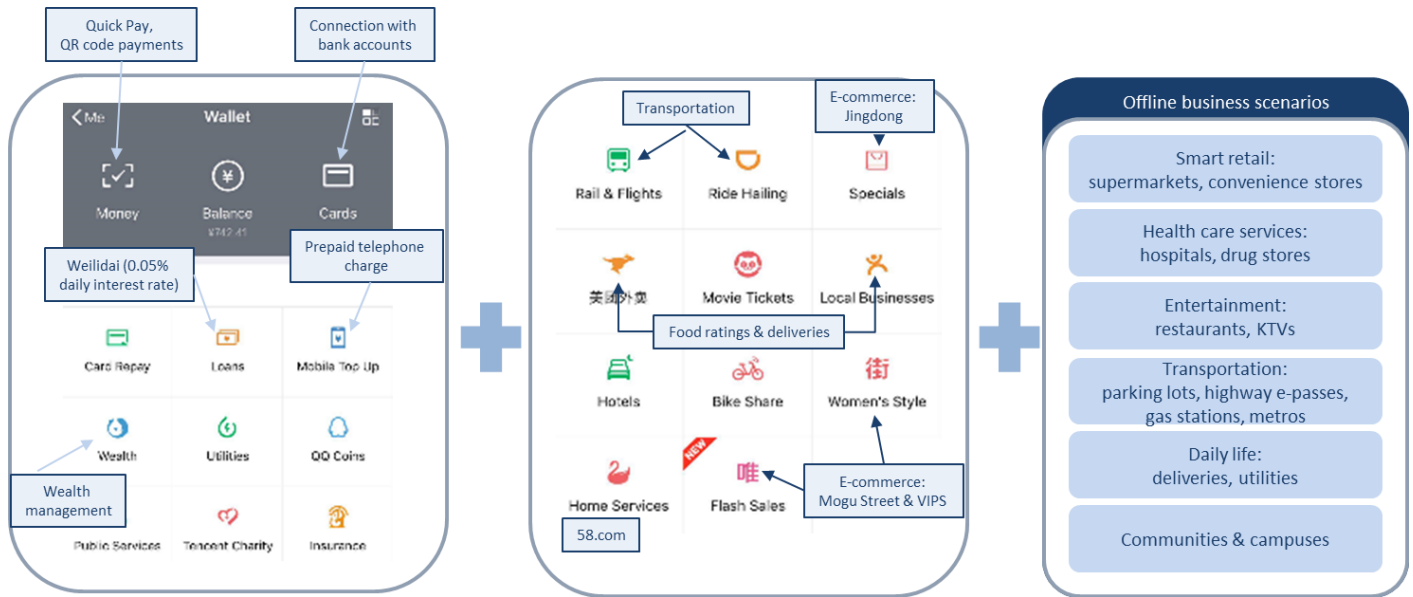 Quick Pay,
QR code payments
Connection with
bank accounts
Me
Wallet
Money
Balance
¥742.41
Cards
Weilidai (0.05%
daily interest rate)
Prepaid telephone
charge
Card Repay
Loans
Mobile Top Up
Wealth
Utilities
QQ Coins
Wealth
management
Public Services
Tencent Charity
Insurance
Transportation
E-commerce:
Jingdong
Rail & Flights
Ride Hailing
Specials
美团外卖
Movie Tickets
Local Businesses
Food ratings & deliveries
Hotels
Bike Share
街
Women's Style
NEW
唯
E-commerce:
Mogu Street & VIPS
Home Services
Flash Sales
58.com
Offline business scenarios
Smart retail:
supermarkets, convenience stores
Health care services:
hospitals, drug stores
Entertainment:
restaurants, KTVs
Transportation:
parking lots, highway e-passes,
gas stations, metros
Daily life:
deliveries, utilities
Communities & campuses